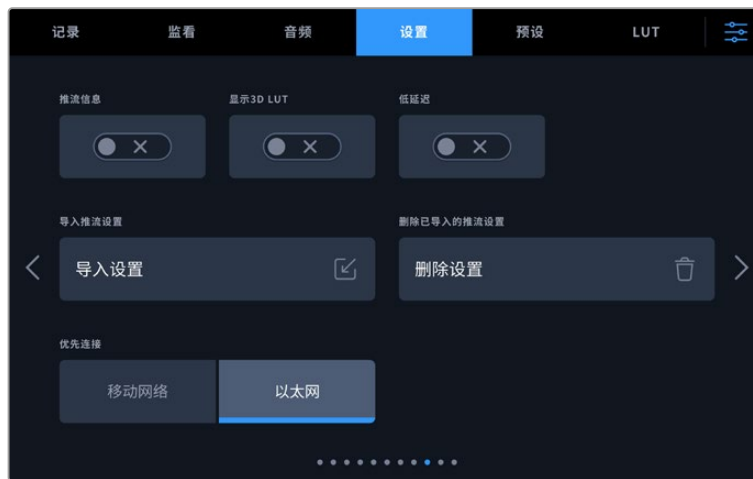 记录 监看 音频 设置 预设 LUT
推流信息 显示3D LUT 低延迟
导入推流设置 删除已导入的推流设置
导入设置 删除设置
优先连接
移动网络 以太网